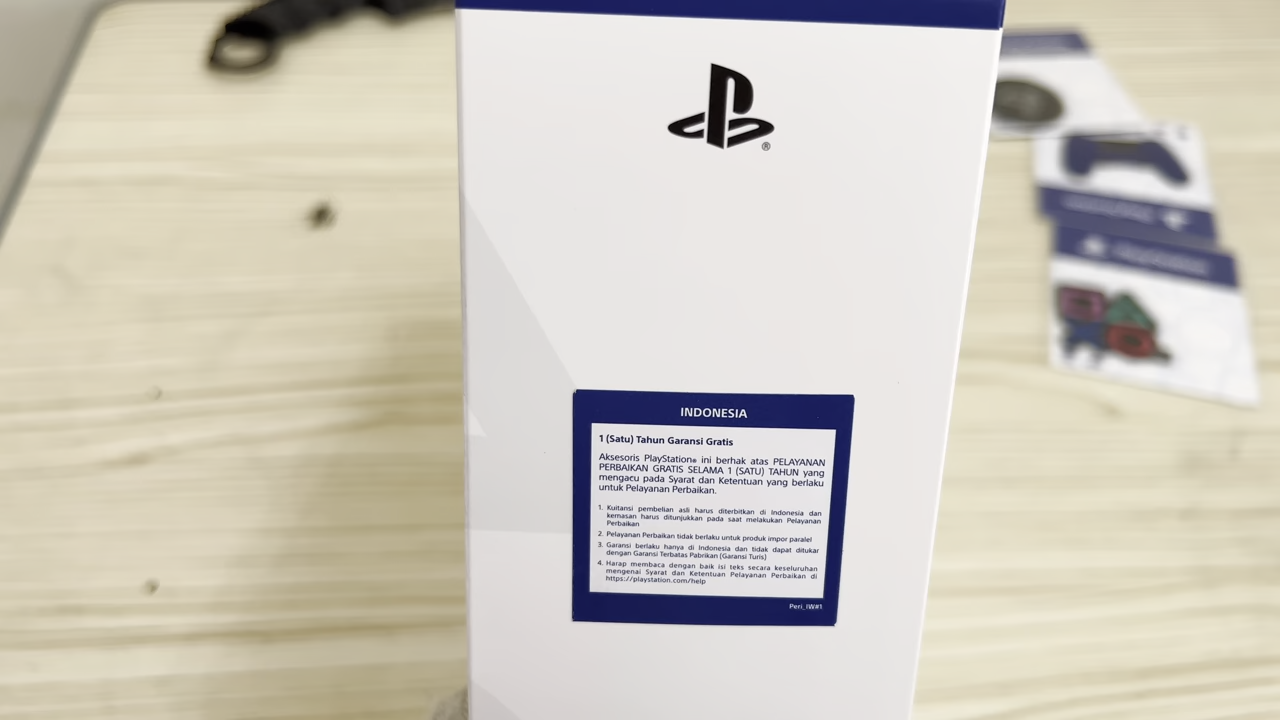 ®
INDONESIA
1 (Satu) Tahun Garansi Gratis
Aksesoris PlayStation® ini berhak atas PELAYANAN
PERBAIKAN GRATIS SELAMA 1 (SATU) TAHUN yang
mengacu pada Syarat dan Ketentuan yang berlaku
untuk Pelayanan Perbaikan.
1. Kuitansi pembelian asli harus diterbitkan di Indonesia dan
kemasan harus ditunjukkan pada saat melakukan Pelayanan
Perbaikan
2. Pelayanan Perbaikan tidak berlaku untuk produk impor paralel
3. Garansi berlaku hanya di Indonesia dan tidak dapat ditukar
dengan Garansi Terbatas Pabrikan (Garansi Turis)
4. Harap membaca dengan baik isi teks secara keseluruhan
mengenai Syarat dan Ketentuan Pelayanan Perbaikan di
https://playstation.com/help
Peri_IW#1